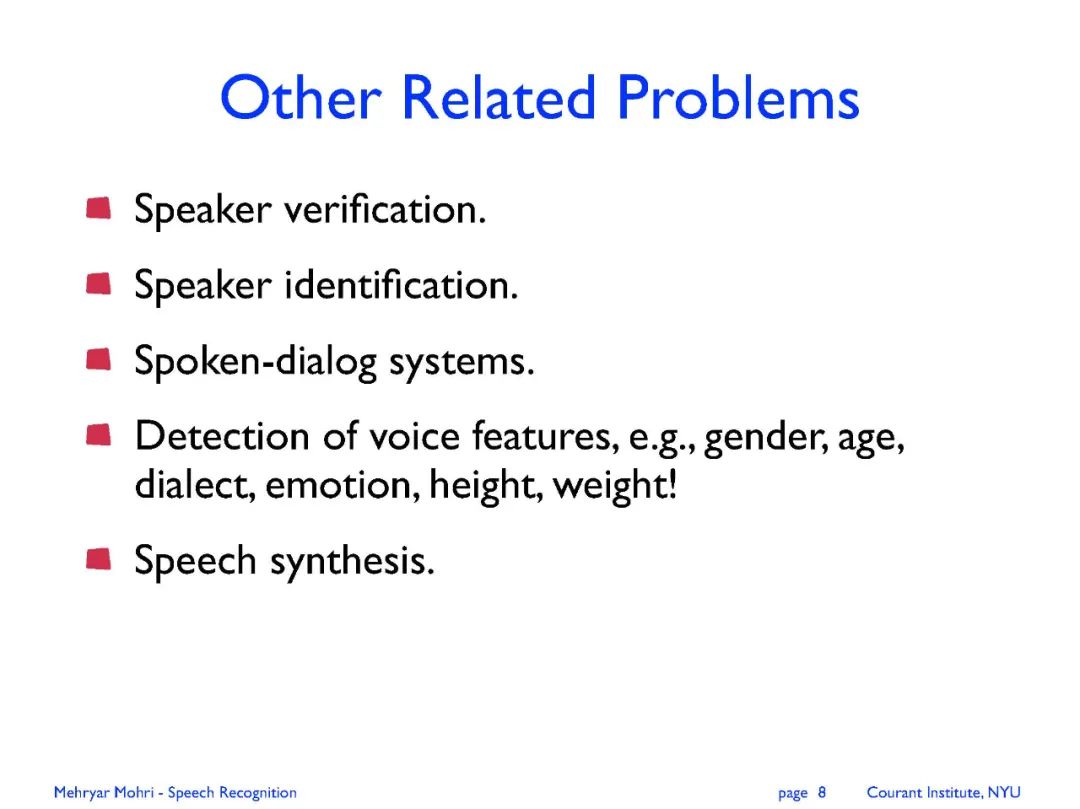 Other Related Problems
Speaker verification.
Speaker identification.
Spoken-dialog systems.
Detection of voice features, e.g., gender, age,
dialect, emotion, height, weight!
Speech synthesis.
Mehryar Mohri - Speech Recognition page 8 Courant Institute, NYU